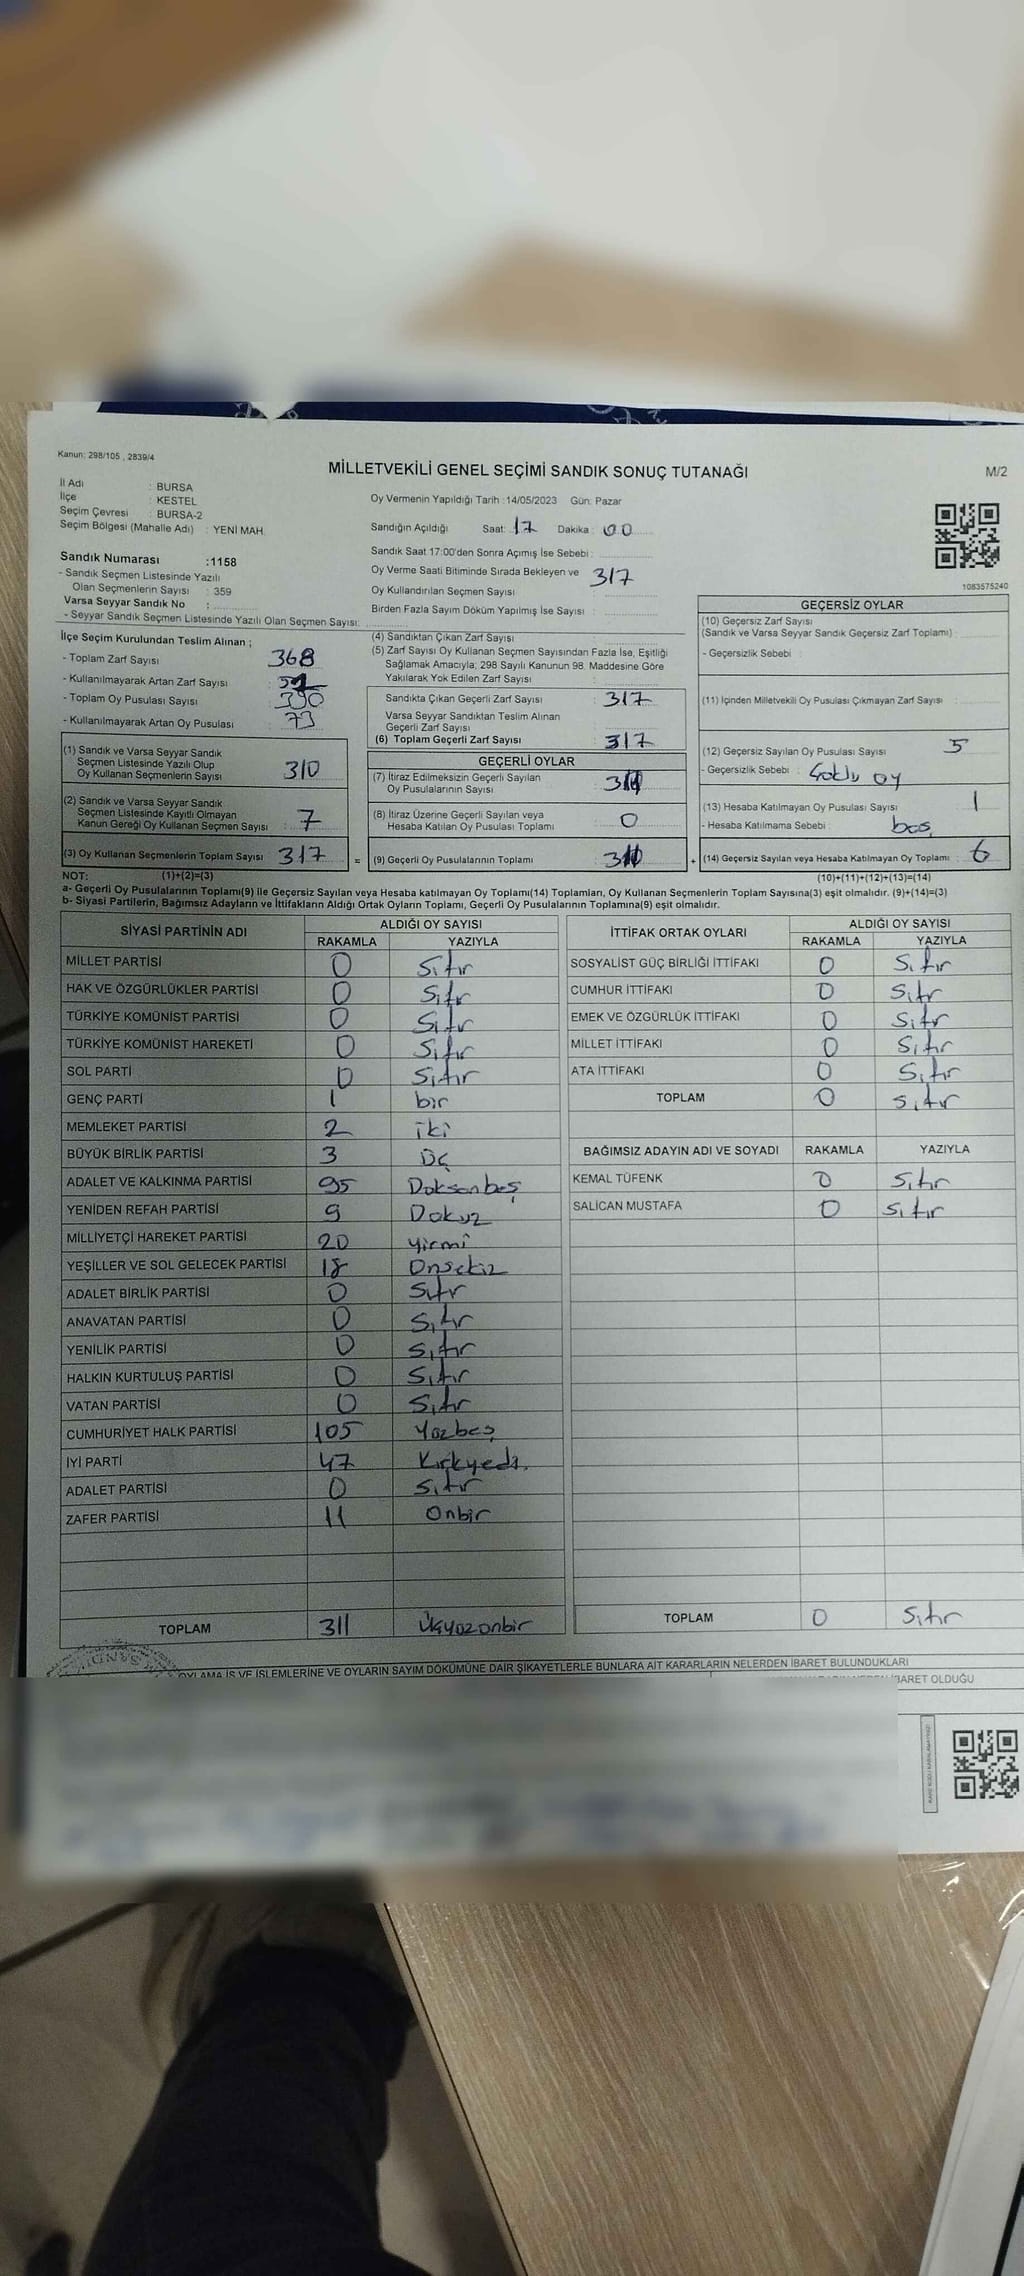 Kanun: 298/105 , 2839/4
MİLLETVEKİLİ GENEL SEÇİMİ SANDIK SONUÇ TUTANAĞI
M/2
İl Adı : BURSA
İlçe : KESTEL
Seçim Çevresi : BURSA-2
Seçim Bölgesi (Mahalle Adı) : YENİ MAH.
Sandık Numarası :1158
- Sandık Seçmen Listesinde Yazılı
Olan Seçmenlerin Sayısı : 359
Varsa Seyyar Sandık No :
- Seyyar Sandık Seçmen Listesinde Yazılı Olan Seçmen Sayısı:
Oy Vermenin Yapıldığı Tarih :14/05/2023 Gün: Pazar
Sandığın Açıldığı Saat: 17 Dakika : 00
Sandık Saat 17:00'den Sonra Açımış İse Sebebi :
Oy Verme Saati Bitiminde Sırada Bekleyen ve
Oy Kullandırılan Seçmen Sayısı : 317
Birden Fazla Sayım Döküm Yapılmış İse Sayısı :
1083575240
İlçe Seçim Kurulundan Teslim Alınan ;
- Toplam Zarf Sayısı : 368
- Kullanılmayarak Artan Zarf Sayısı :
- Toplam Oy Pusulası Sayısı : 390
- Kullanılmayarak Artan Oy Pusulası : 73
(1) Sandık ve Varsa Seyyar Sandık
Seçmen Listesinde Yazılı Olup
Oy Kullanan Seçmenlerin Sayısı : 310
(2) Sandık ve Varsa Seyyar Sandık
Seçmen Listesinde Kayıtlı Olmayan
Kanun Gereği Oy Kullanan Seçmen Sayısı : 7
(3) Oy Kullanan Seçmenlerin Toplam Sayısı : 317
(4) Sandıktan Çıkan Zarf Sayısı :
(5) Zarf Sayısı Oy Kullanan Seçmen Sayısından Fazla İse, Eşitliği
Sağlamak Amacıyla; 298 Sayılı Kanunun 98. Maddesine Göre
Yakılarak Yok Edilen Zarf Sayısı :
Sandıkta Çıkan Geçerli Zarf Sayısı : 317
Varsa Seyyar Sandıktan Teslim Alınan
Geçerli Zarf Sayısı :
(6) Toplam Geçerli Zarf Sayısı : 317
GEÇERLİ OYLAR
(7) İtiraz Edilmeksizin Geçerli Sayılan
Oy Pusulalarının Sayısı :
(8) İtiraz Üzerine Geçerli Sayılan veya
Hesaba Katılan Oy Pusulası Toplamı : 0
= (9) Geçerli Oy Pusulalarının Toplamı :
GEÇERSİZ OYLAR
(10) Geçersiz Zarf Sayısı
(Sandık ve Varsa Seyyar Sandık Geçersiz Zarf Toplamı) :
- Geçersizlik Sebebi :
(11) İçinden Milletvekili Oy Pusulası Çıkmayan Zarf Sayısı :
(12) Geçersiz Sayılan Oy Pusulası Sayısı : 5
- Geçersizlik Sebebi : Çoklu oy
(13) Hesaba Katılmayan Oy Pusulası Sayısı : 1
- Hesaba Katılmama Sebebi : boş
+ (14) Geçersiz Sayılan veya Hesaba Katılmayan Oy Toplamı : 6
NOT: (1)+(2)=(3) (10)+(11)+(12)+(13)=(14)
a- Geçerli Oy Pusulalarının Toplamı(9) ile Geçersiz Sayılan veya Hesaba katılmayan Oy Toplamı(14) Toplamları, Oy Kullanan Seçmenlerin Toplam Sayısına(3) eşit olmalıdır. (9)+(14)=(3)
b- Siyasi Partilerin, Bağımsız Adayların ve İttifakların Aldığı Ortak Oyların Toplamı, Geçerli Oy Pusulalarının Toplamına(9) eşit olmalıdır.
SİYASİ PARTİNİN ADI ALDIĞI OY SAYISI
RAKAMLA YAZIYLA
MİLLET PARTİSİ 0 Sıfır
HAK VE ÖZGÜRLÜKLER PARTİSİ 0 Sıfır
TÜRKİYE KOMÜNİST PARTİSİ 0 Sıfır
TÜRKİYE KOMÜNİST HAREKETİ 0 Sıfır
SOL PARTİ 0 Sıfır
GENÇ PARTİ 1 bir
MEMLEKET PARTİSİ 2 iki
BÜYÜK BİRLİK PARTİSİ 3 Üç
ADALET VE KALKINMA PARTİSİ 95 Doksanbeş
YENİDEN REFAH PARTİSİ 9 Dokuz
MİLLİYETÇİ HAREKET PARTİSİ 20 yirmi
YEŞİLLER VE SOL GELECEK PARTİSİ 18 Onsekiz
ADALET BİRLİK PARTİSİ 0 Sıfır
ANAVATAN PARTİSİ 0 Sıfır
YENİLİK PARTİSİ 0 Sıfır
HALKIN KURTULUŞ PARTİSİ 0 Sıfır
VATAN PARTİSİ 0 Sıfır
CUMHURİYET HALK PARTİSİ 105 Yüzbeş
İYİ PARTİ 47 Kırkyedi.
ADALET PARTİSİ 0 Sıfır
ZAFER PARTİSİ 11 Onbir
TOPLAM 311 Üçyüzonbir
İTTİFAK ORTAK OYLARI ALDIĞI OY SAYISI
RAKAMLA YAZIYLA
SOSYALİST GÜÇ BİRLİĞİ İTTİFAKI 0 Sıfır
CUMHUR İTTİFAKI 0 Sıfır
EMEK VE ÖZGÜRLÜK İTTİFAKI 0 Sıfır
MİLLET İTTİFAKI 0 Sıfır
ATA İTTİFAKI 0 Sıfır
TOPLAM 0 Sıfır
BAĞIMSIZ ADAYIN ADI VE SOYADI RAKAMLA YAZIYLA
KEMAL TÜFENK 0 Sıfır
SALİCAN MUSTAFA 0 Sıfır
TOPLAM 0 Sıfır
OYLAMA İŞ VE İŞLEMLERİNE VE OYLARIN SAYIM DÖKÜMÜNE DAİR ŞİKAYETLERLE BUNLARA AİT KARARLARIN NELERDEN İBARET BULUNDUKLARI
İBARET OLDUĞU